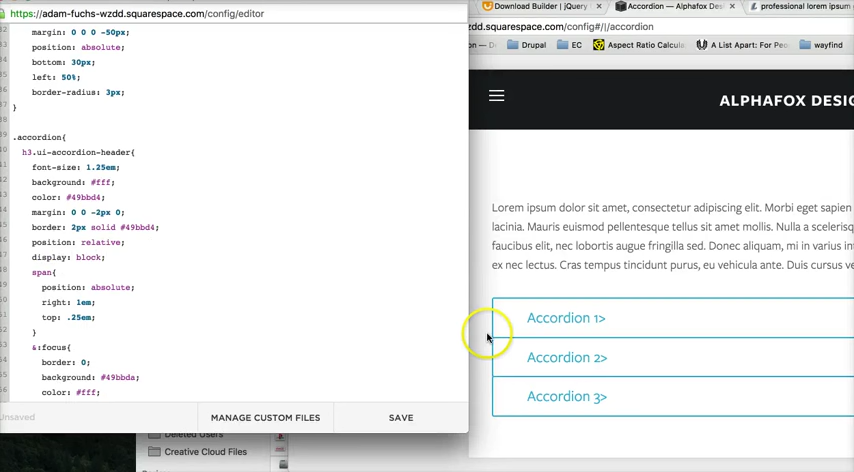 https://adam-fuchs-wzdd.squarespace.com/config/editor
margin: 0 0 0 -50px;
position: absolute;
bottom: 30px;
left: 50%;
border-radius: 3px;
}
.accordion{
h3.ui-accordion-header{
font-size: 1.25em;
background: #fff;
color: #49bbd4;
margin: 0 0 -2px 0;
border: 2px solid #49bbd4;
position: relative;
display: block;
span{
position: absolute;
right: 1em;
top: .25em;
}
&:focus{
border: 0;
background: #49bbda;
color: #fff;
Unsaved
MANAGE CUSTOM FILES
SAVE
Deleted Users
Creative Cloud Files
Download Builder | jQuery
Accordion — Alphafox Desi
professional lorem ipsum
dd.squarespace.com/config#/|/accordion
Drupal
EC
Aspect Ratio Calcula
A List Apart: For Peo
wayfind
ALPHAFOX DESIG
Lorem ipsum dolor sit amet, consectetur adipiscing elit. Morbi eget sapien
lacinia. Mauris euismod pellentesque tellus sit amet mollis. Nulla a scelerisq
faucibus elit, nec lobortis augue fringilla sed. Donec aliquam, mi in varius in
ex nec lectus. Cras tempus tincidunt purus, eu vehicula ante. Duis cursus ve
Accordion 1>
Accordion 2>
Accordion 3>